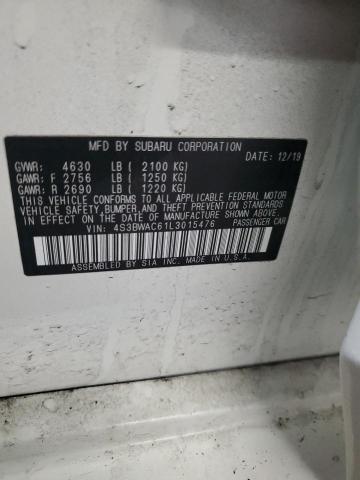 MFD BY SUBARU CORPORATION
GVWR: 4630 LB ( 2100 KG) DATE: 12/19
GAWR: F 2756 LB ( 1250 KG)
GAWR: R 2690 LB ( 1220 KG)
THIS VEHICLE CONFORMS TO ALL APPLICABLE FEDERAL MOTOR
VEHICLE SAFETY, BUMPER, AND THEFT PREVENTION STANDARDS
IN EFFECT ON THE DATE OF MANUFACTURE SHOWN ABOVE.
VIN: 4S3BWAC61L3015476 PASSENGER CAR
ASSEMBLED BY SIA INC. MADE IN U.S.A.